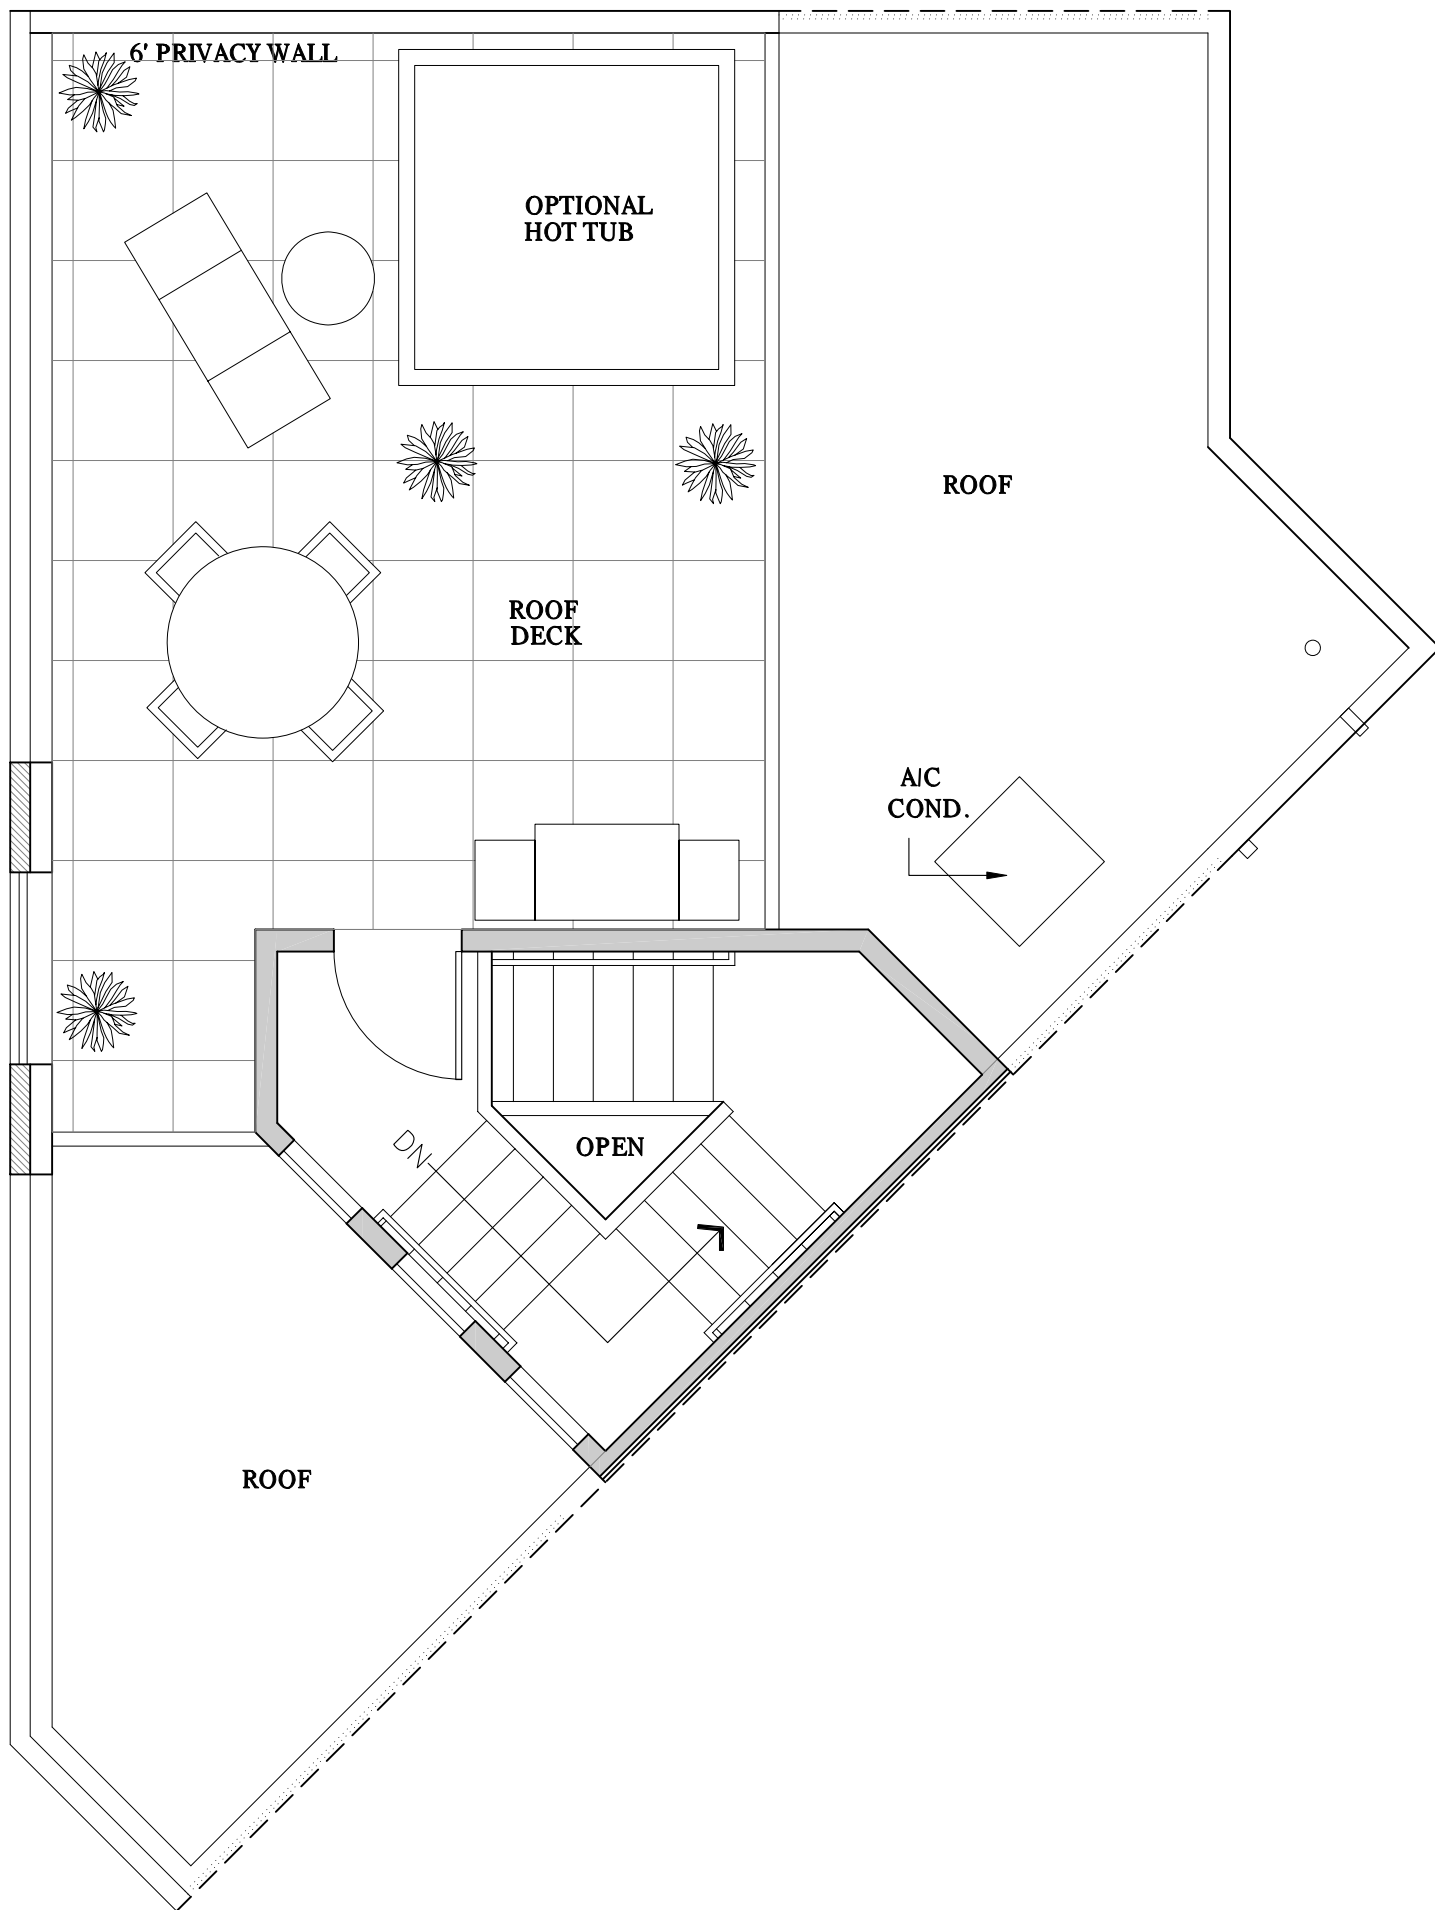 6' PRIVACY WALL
OPTIONAL
HOT TUB
ROOF
ROOF
DECK
A/C
COND.
DN
OPEN
ROOF